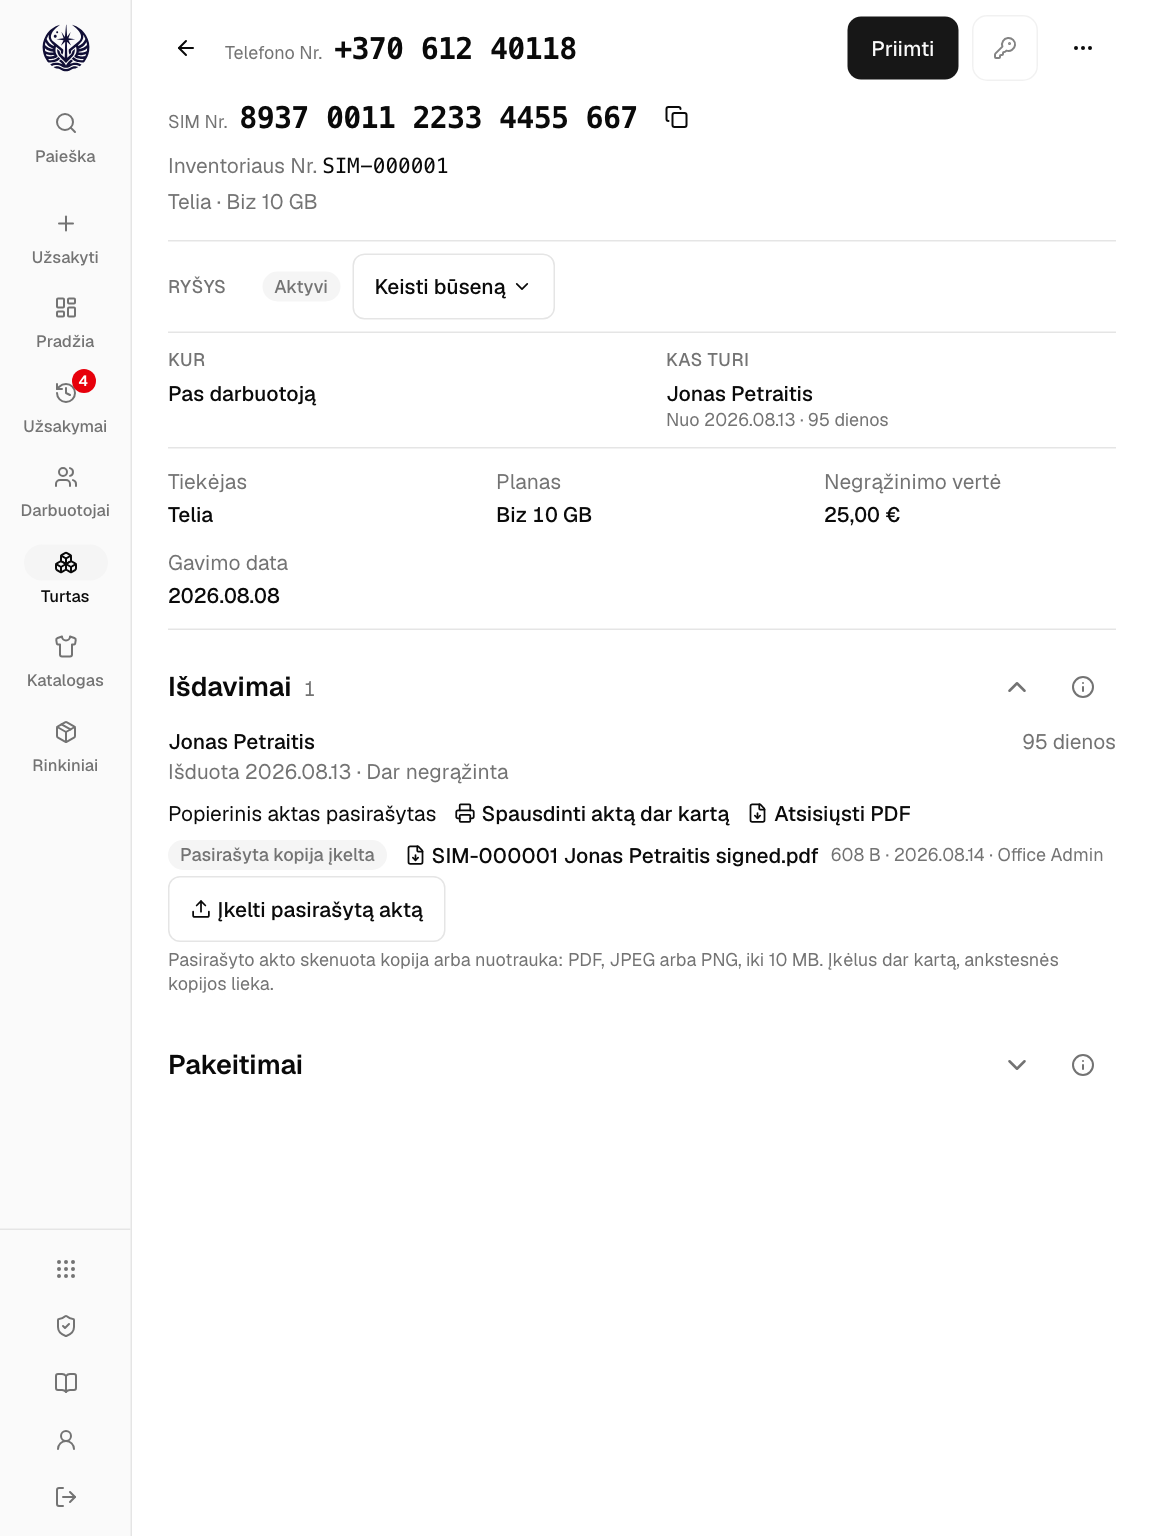 Telefono Nr. +370 612 40118
Priimti
SIM Nr. 8937 0011 2233 4455 667
Inventoriaus Nr. SIM-000001
Telia · Biz 10 GB
RYŠYS Aktyvi Keisti būseną
KUR
Pas darbuotoją
KAS TURI
Jonas Petraitis
Nuo 2026.08.13 · 95 dienos
Tiekėjas
Telia
Planas
Biz 10 GB
Negrąžinimo vertė
25,00 €
Gavimo data
2026.08.08
Išdavimai 1
Jonas Petraitis 95 dienos
Išduota 2026.08.13 · Dar negrąžinta
Popierinis aktas pasirašytas Spausdinti aktą dar kartą Atsisiųsti PDF
Pasirašyta kopija įkelta SIM-000001 Jonas Petraitis signed.pdf 608 B · 2026.08.14 · Office Admin
Įkelti pasirašytą aktą
Pasirašyto akto skenuota kopija arba nuotrauka: PDF, JPEG arba PNG, iki 10 MB. Įkėlus dar kartą, ankstesnės
kopijos lieka.
Pakeitimai
Paieška
Užsakyti
Pradžia
4
Užsakymai
Darbuotojai
Turtas
Katalogas
Rinkiniai